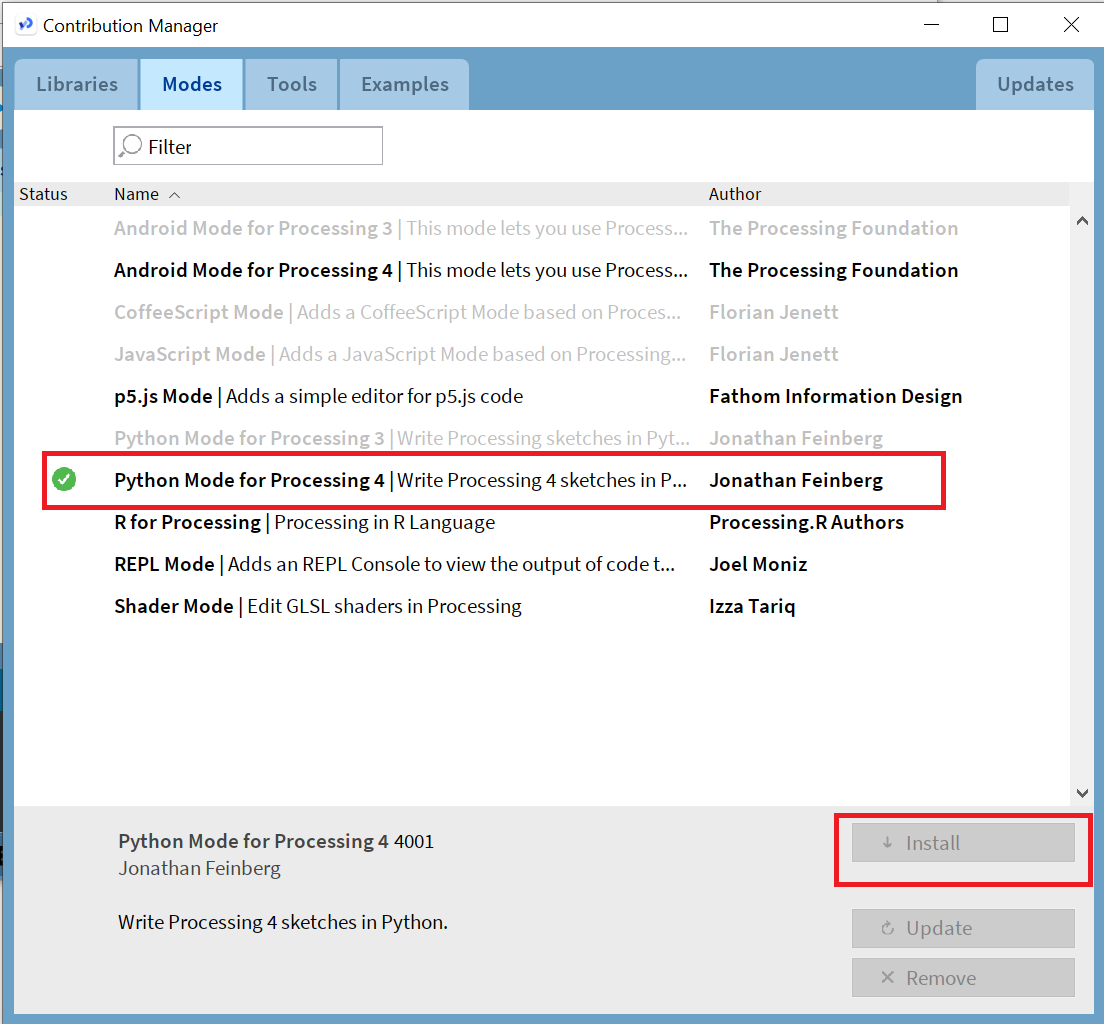 Contribution Manager
Libraries Modes Tools Examples Updates
Filter
Status Name Author
Android Mode for Processing 3 | This mode lets you use Process... The Processing Foundation
Android Mode for Processing 4 | This mode lets you use Process... The Processing Foundation
CoffeeScript Mode | Adds a CoffeeScript Mode based on Proces... Florian Jenett
JavaScript Mode | Adds a JavaScript Mode based on Processing... Florian Jenett
p5.js Mode | Adds a simple editor for p5.js code Fathom Information Design
Python Mode for Processing 3 | Write Processing sketches in Pyt... Jonathan Feinberg
Python Mode for Processing 4 | Write Processing 4 sketches in P... Jonathan Feinberg
R for Processing | Processing in R Language Processing.R Authors
REPL Mode | Adds an REPL Console to view the output of code t... Joel Moniz
Shader Mode | Edit GLSL shaders in Processing Izza Tariq
Python Mode for Processing 4 4001
Jonathan Feinberg
Install
Write Processing 4 sketches in Python.
Update
Remove